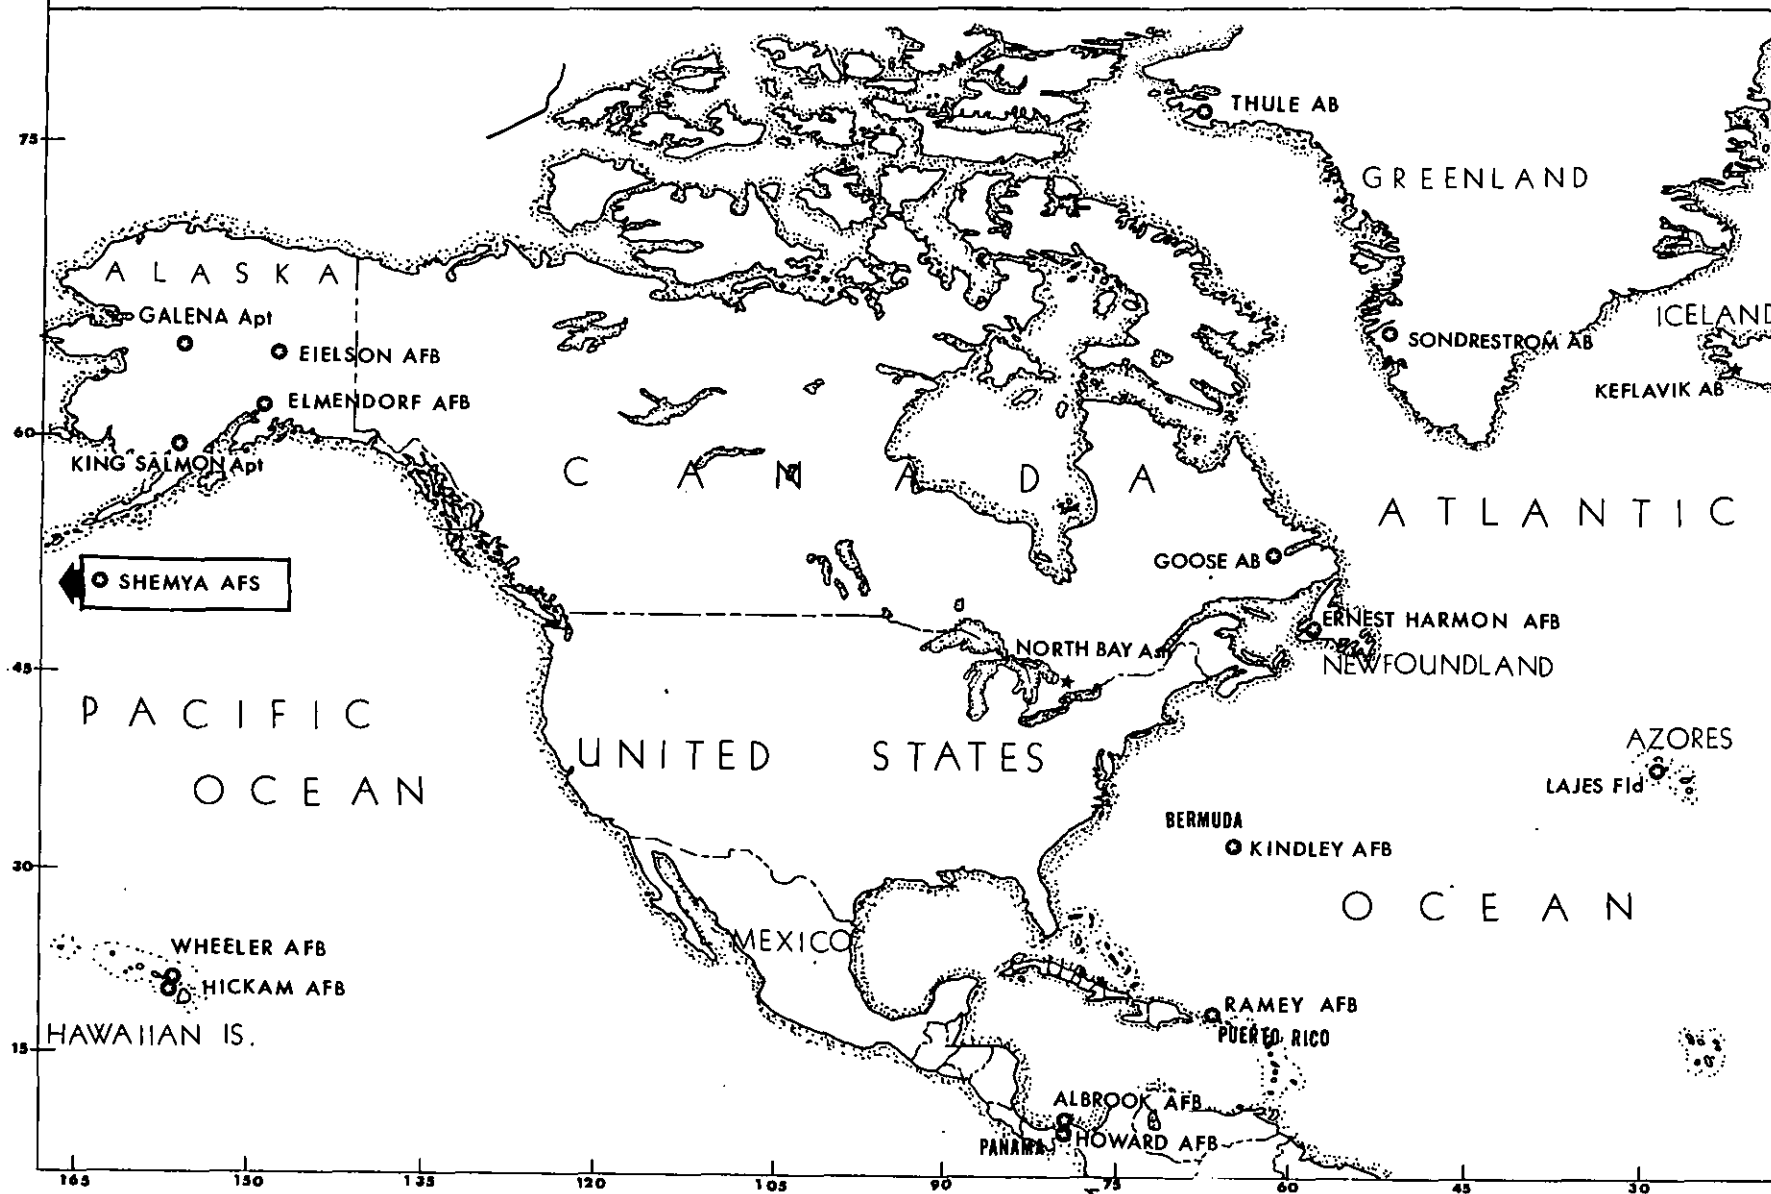 THULE AB
75
GREENLAND
ALASKA
GALENA Apt
ICELAND
SONDRESTROM AB
EIELSON AFB
KEFLAVIK AB
ELMENDORF AFB
60
KING SALMON Apt
CANADA
ATLANTIC
GOOSE AB
SHEMYA AFS
ERNEST HARMON AFB
NORTH BAY Asn
NEWFOUNDLAND
45
PACIFIC
OCEAN
UNITED STATES
AZORES
LAJES Fld
BERMUDA
KINDLEY AFB
30
OCEAN
MEXICO
WHEELER AFB
HICKAM AFB
CUBA
RAMEY AFB
PUERTO RICO
HAWAIIAN IS.
15
ALBROOK AFB
PANAMA
HOWARD AFB
165 150 135 120 105 90 75 60 45 30